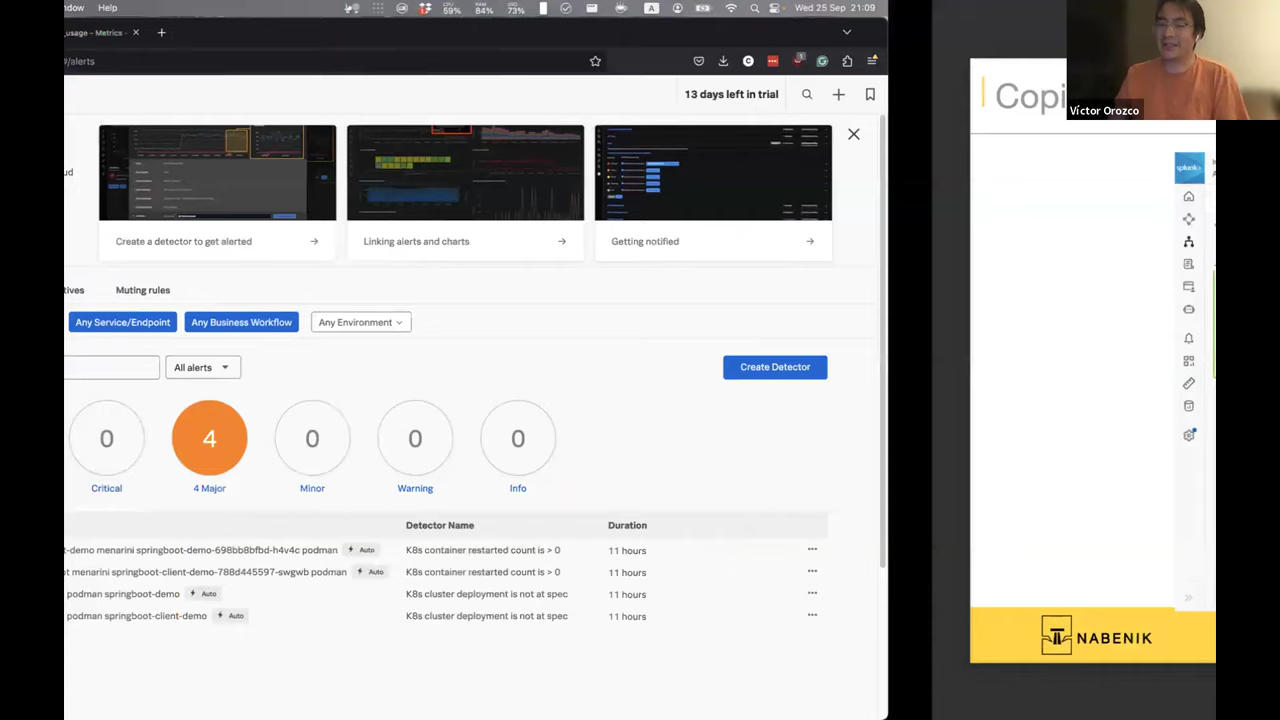 ndow Help
CPU 59% RAM 84% SSD 73% A Wed 25 Sep 21:09
_usage – Metrics -
#/alerts
13 days left in trial
ud
Create a detector to get alerted
Linking alerts and charts
Getting notified
tives Muting rules
Any Service/Endpoint Any Business Workflow Any Environment
All alerts
Create Detector
0 4 0 0 0
Critical 4 Major Minor Warning Info
Detector Name Duration
t-demo menarini springboot-demo-698bb8bfbd-h4v4c podman Auto K8s container restarted count is > 0 11 hours
t menarini springboot-client-demo-788d445597-swgwb podman Auto K8s container restarted count is > 0 11 hours
podman springboot-demo Auto K8s cluster deployment is not at spec 11 hours
podman springboot-client-demo Auto K8s cluster deployment is not at spec 11 hours
Copi
Víctor Orozco
splunk>
NABENIK